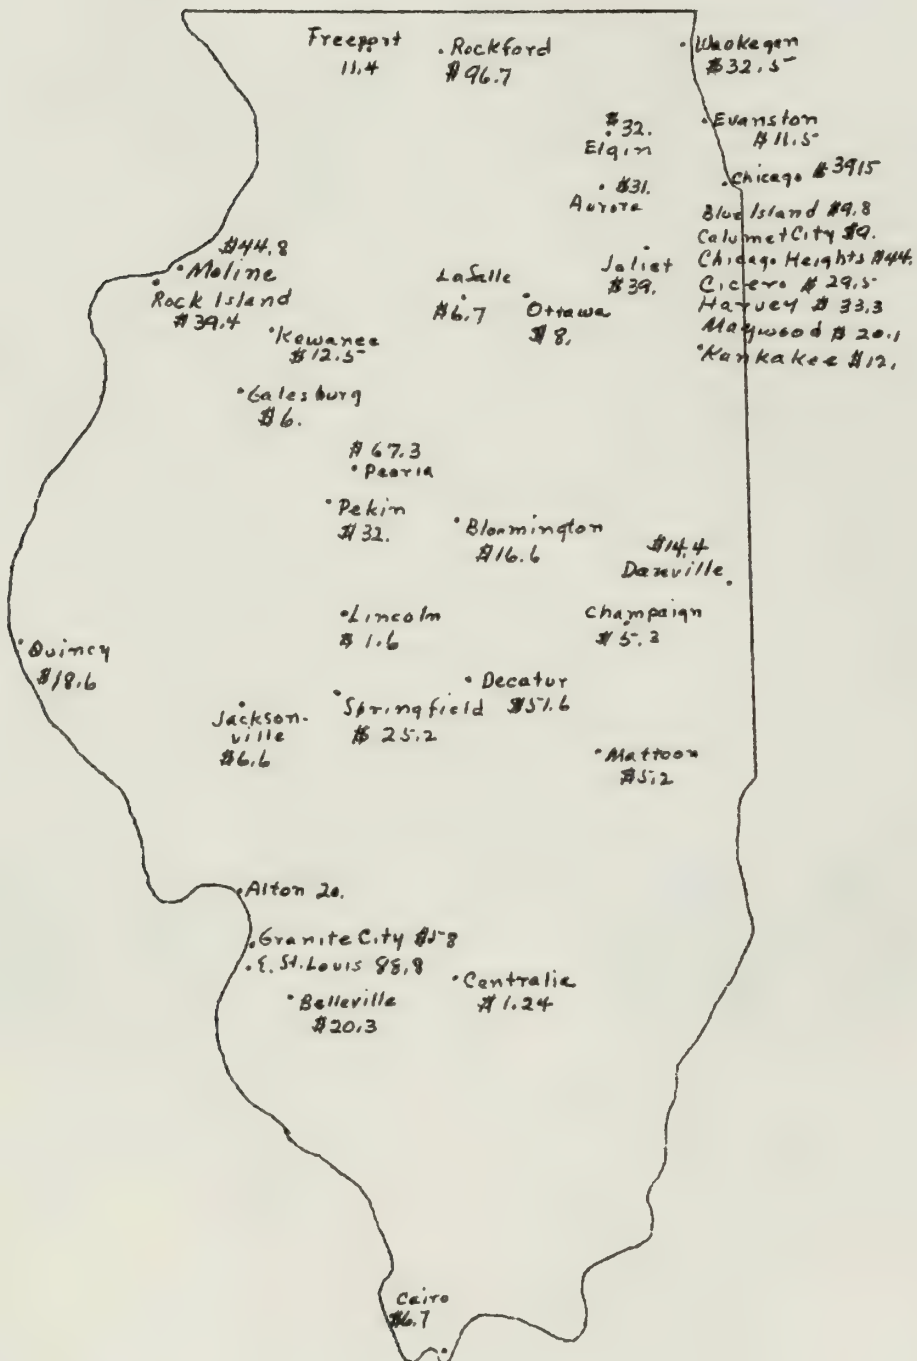 Freeport
11.4
Rockford
$96.7
Waokegan
$32.5
$32.
Elgin
Evanston
$11.5
$31.
Aurora
Chicago $3915
Blue Island $9.8
Calumet City $9.
Chicago Heights $44.
Cicero $29.5
Harvey $33.3
Maywood $20.1
Kankakee $12.
$44.8
Moline
Rock Island
$39.4
LaSalle
$6.7
Ottawa
$8.
Joliet
$39.
Kewanee
$12.5
Galesburg
$6.
$67.3
Peoria
Pekin
$32.
Bloomington
$16.6
$14.4
Danville
Lincoln
$1.6
Champaign
$5.3
Quincy
$18.6
Jackson-
ville
$6.6
Springfield
$25.2
Decatur $51.6
Mattoon
$5.2
Alton 20.
Granite City $58
E. St. Louis 88.8
Belleville
$20.3
Centralia
$1.24
Cairo
$6.7